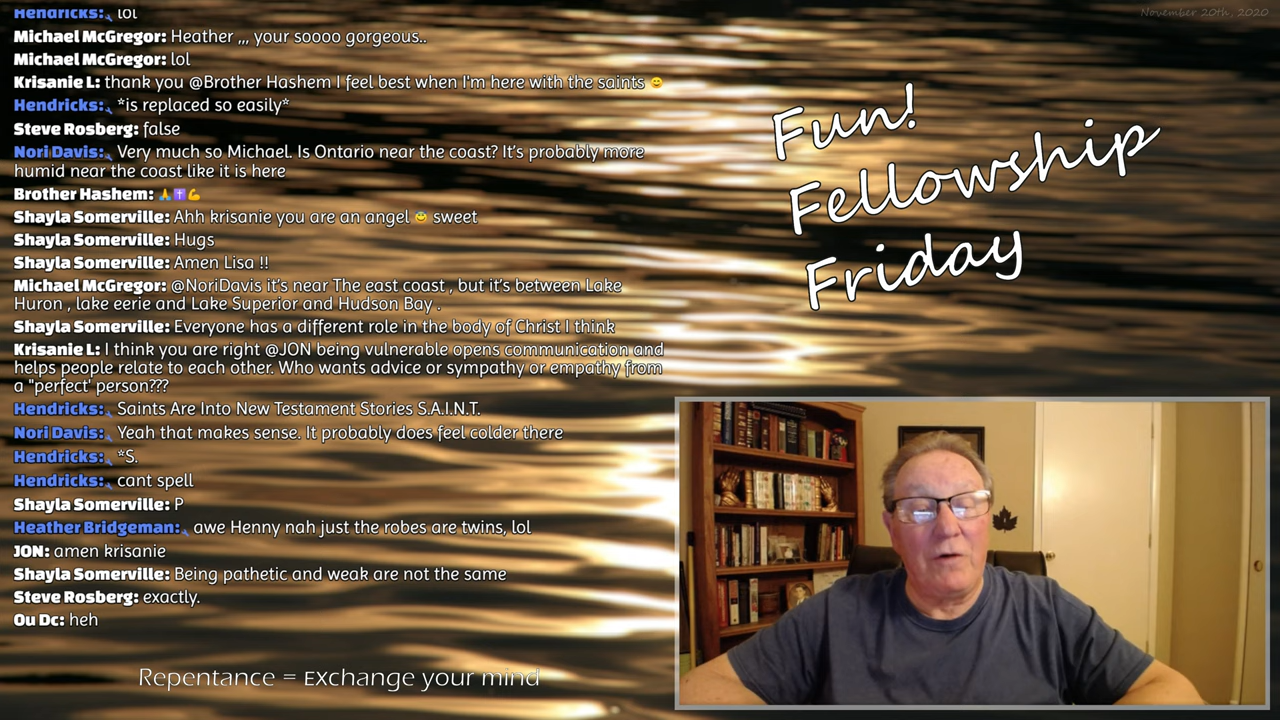 Hendricks: lol
Michael McGregor: Heather ,,, your soooo gorgeous..
Michael McGregor: lol
Krisanie L: thank you @Brother Hashem I feel best when I'm here with the saints 😊
Hendricks: *is replaced so easily*
Steve Rosberg: false
Nori Davis: Very much so Michael. Is Ontario near the coast? It's probably more
humid near the coast like it is here
Brother Hashem: 🙏✝️💪
Shayla Somerville: Ahh krisanie you are an angel 😇 sweet
Shayla Somerville: Hugs
Shayla Somerville: Amen Lisa !!
Michael McGregor: @NoriDavis it's near The east coast , but it's between Lake
Huron , lake eerie and Lake Superior and Hudson Bay .
Shayla Somerville: Everyone has a different role in the body of Christ I think
Krisanie L: I think you are right @JON being vulnerable opens communication and
helps people relate to each other. Who wants advice or sympathy or empathy from
a "perfect' person???
Hendricks: Saints Are Into New Testament Stories S.A.I.N.T.
Nori Davis: Yeah that makes sense. It probably does feel colder there
Hendricks: *S.
Hendricks: cant spell
Shayla Somerville: P
Heather Bridgeman: awe Henny nah just the robes are twins, lol
JON: amen krisanie
Shayla Somerville: Being pathetic and weak are not the same
Steve Rosberg: exactly.
Ou Dc: heh
Repentance = EXchange your mind
November 20th, 2020
Fun!
Fellowship
Friday